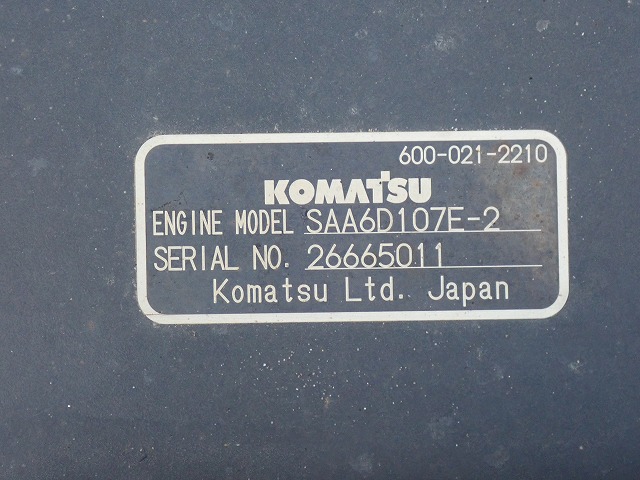 600-021-2210
KOMATSU
ENGINE MODEL SAA6D107E-2
SERIAL NO. 26665011
Komatsu Ltd. Japan